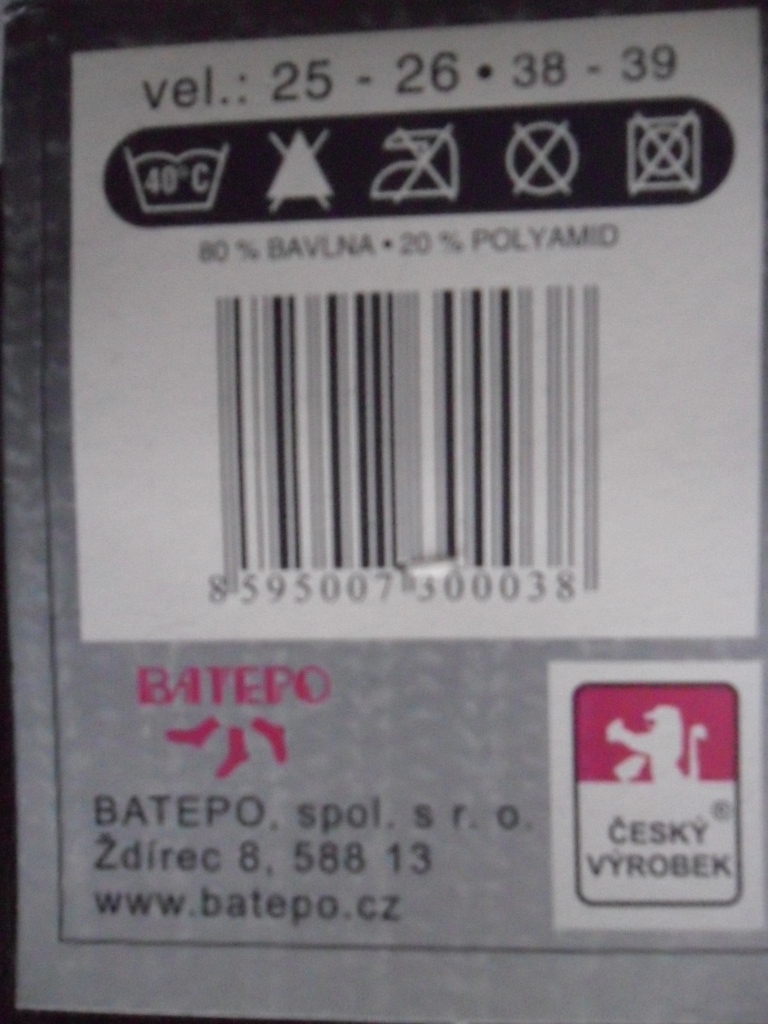 vel.: 25 - 26 • 38 - 39
40°C
80 % BAVLNA • 20 % POLYAMID
8 595007 300038
BATEPO
BATEPO, spol. s r. o.
Ždírec 8, 588 13
www.batepo.cz
®
ČESKÝ
VÝROBEK